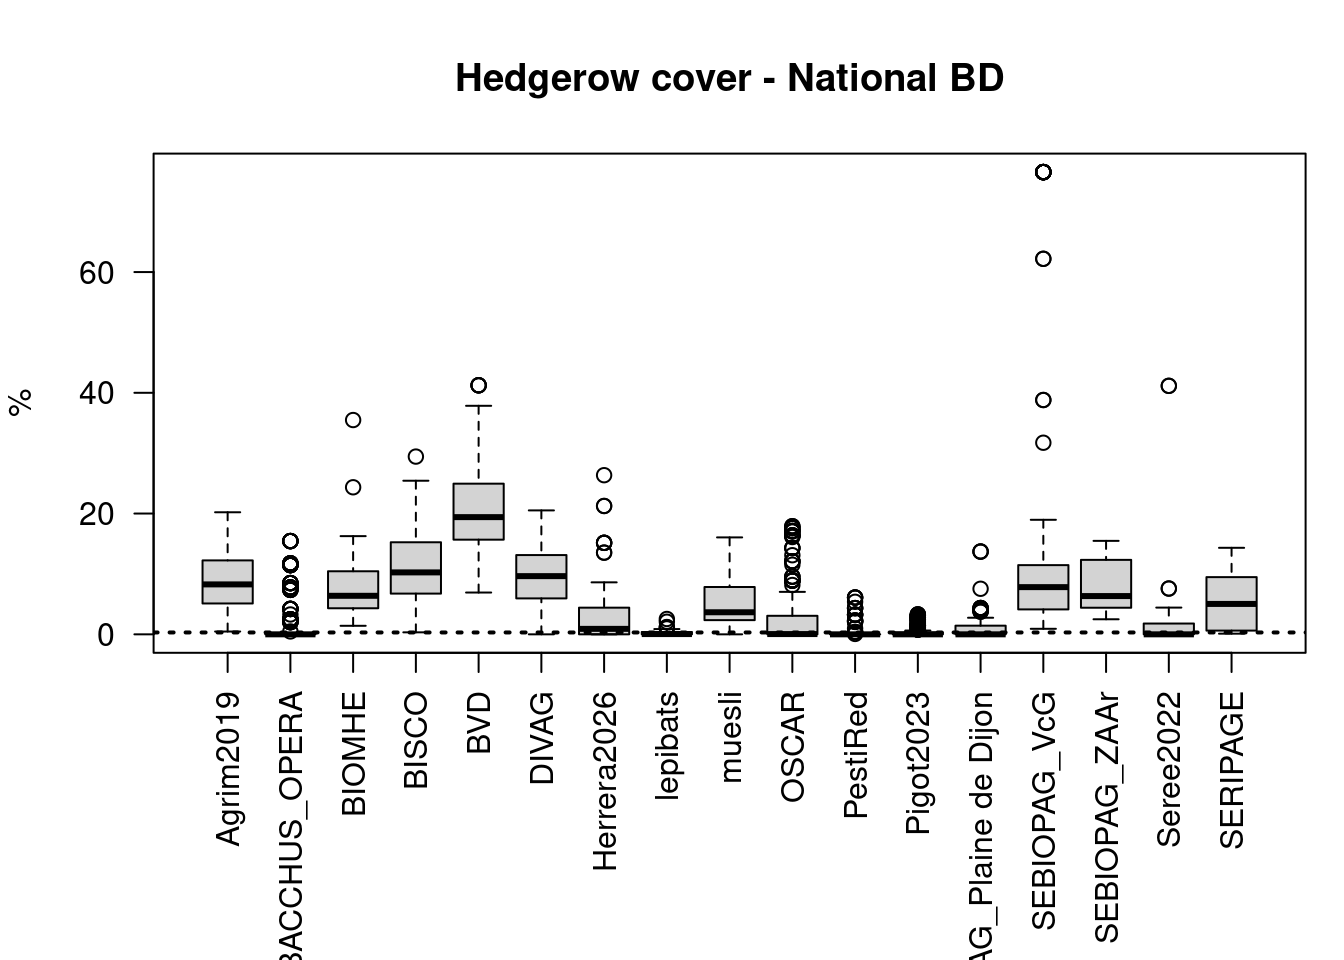 Hedgerow cover - National BD
%
60
40
20
0
Agrim2019
BACCHUS_OPERA
BIOMHE
BISCO
BVD
DIVAG
Herrera2026
lepibats
muesli
OSCAR
PestiRed
Pigot2023
AG_Plaine de Dijon
SEBIOPAG_VcG
SEBIOPAG_ZAAr
Seree2022
SERIPAGE